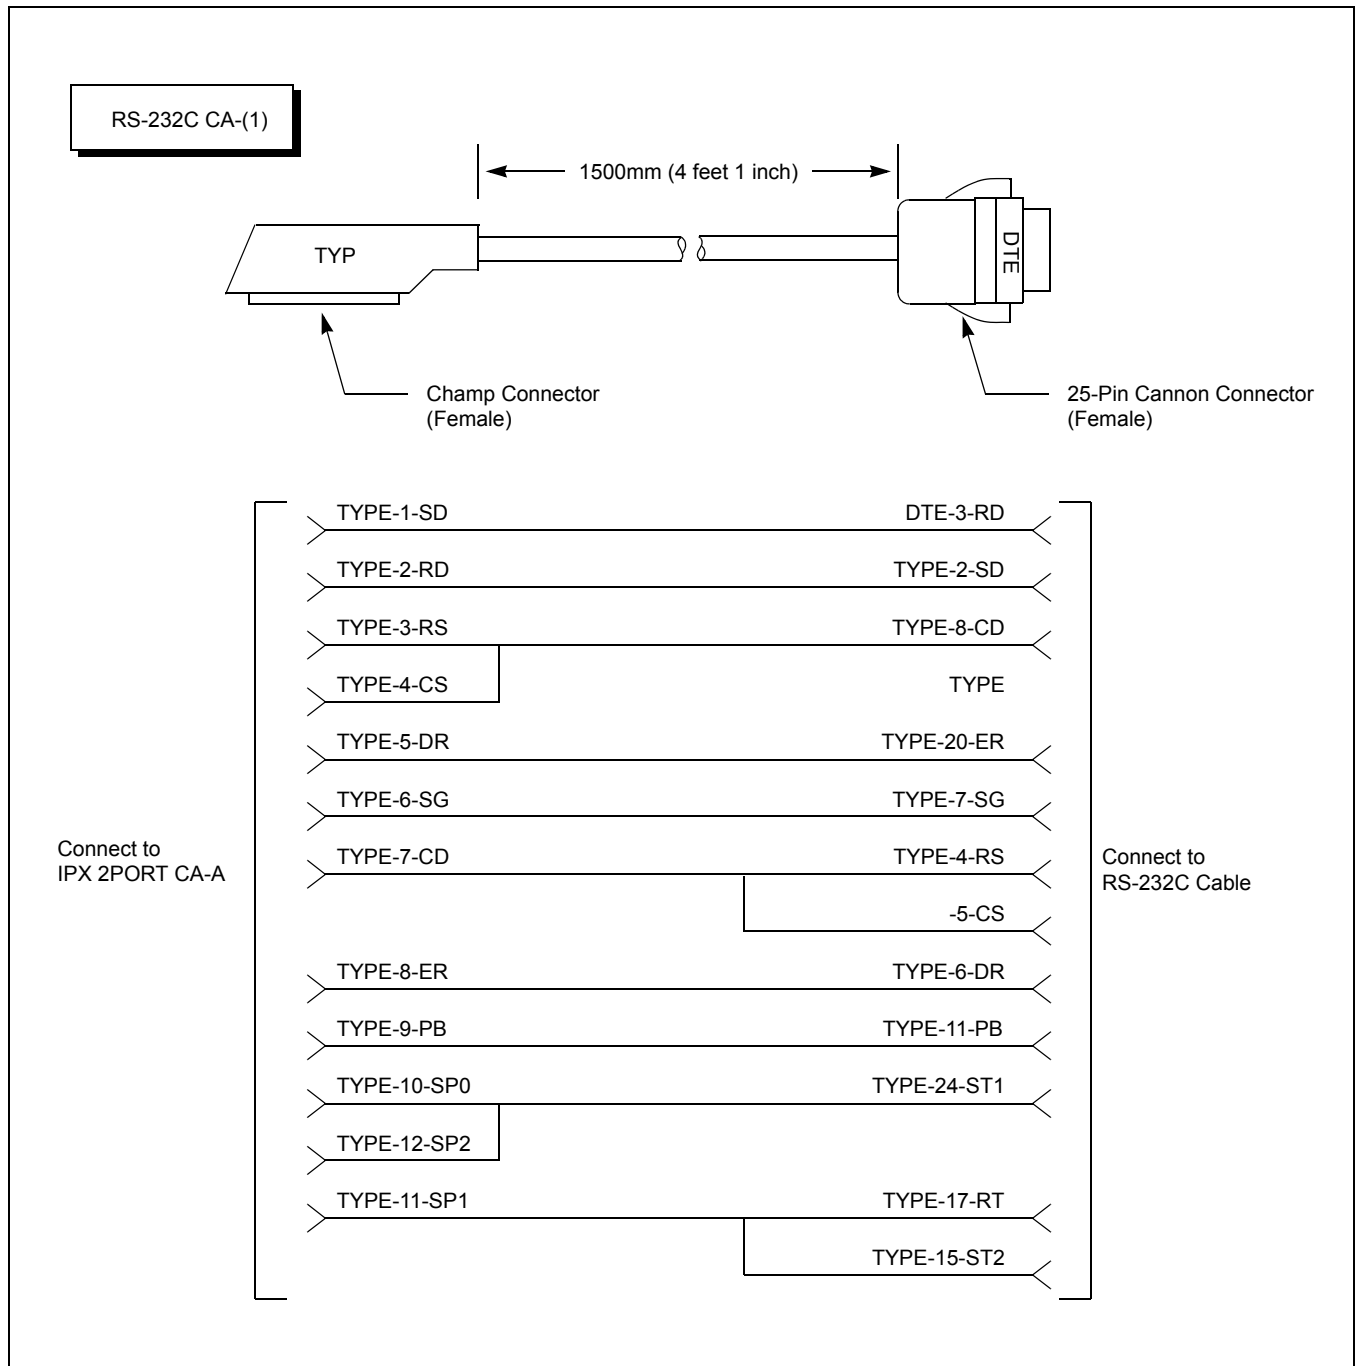 RS-232C CA-(1)
1500mm (4 feet 1 inch)
TYP
DTE
Champ Connector
(Female)
25-Pin Cannon Connector
(Female)
TYPE-1-SD DTE-3-RD
TYPE-2-RD TYPE-2-SD
TYPE-3-RS TYPE-8-CD
TYPE-4-CS TYPE
TYPE-5-DR TYPE-20-ER
TYPE-6-SG TYPE-7-SG
Connect to
IPX 2PORT CA-A
TYPE-7-CD TYPE-4-RS
Connect to
RS-232C Cable
-5-CS
TYPE-8-ER TYPE-6-DR
TYPE-9-PB TYPE-11-PB
TYPE-10-SP0 TYPE-24-ST1
TYPE-12-SP2
TYPE-11-SP1 TYPE-17-RT
TYPE-15-ST2